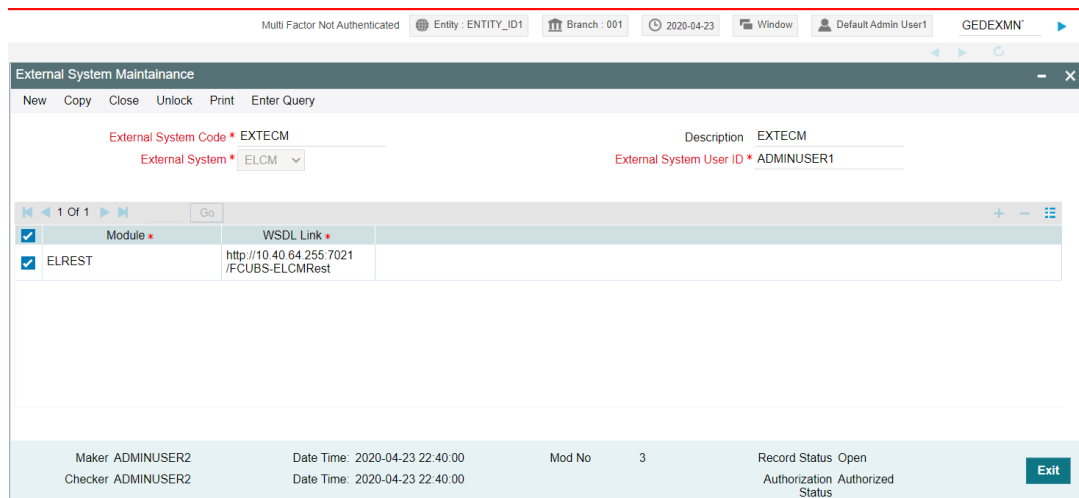 Multi Factor Not Authenticated Entity : ENTITY_ID1 Branch : 001 2020-04-23 Window Default Admin User1 GEDEXMN
External System Maintainance
New Copy Close Unlock Print Enter Query
External System Code * EXTECM Description EXTECM
External System * ELCM External System User ID * ADMINUSER1
1 Of 1 Go
Module * WSDL Link *
ELREST http://10.40.64.255:7021
/FCUBS-ELCMRest
Maker ADMINUSER2 Date Time: 2020-04-23 22:40:00 Mod No 3 Record Status Open
Checker ADMINUSER2 Date Time: 2020-04-23 22:40:00 Authorization Authorized
Status
Exit